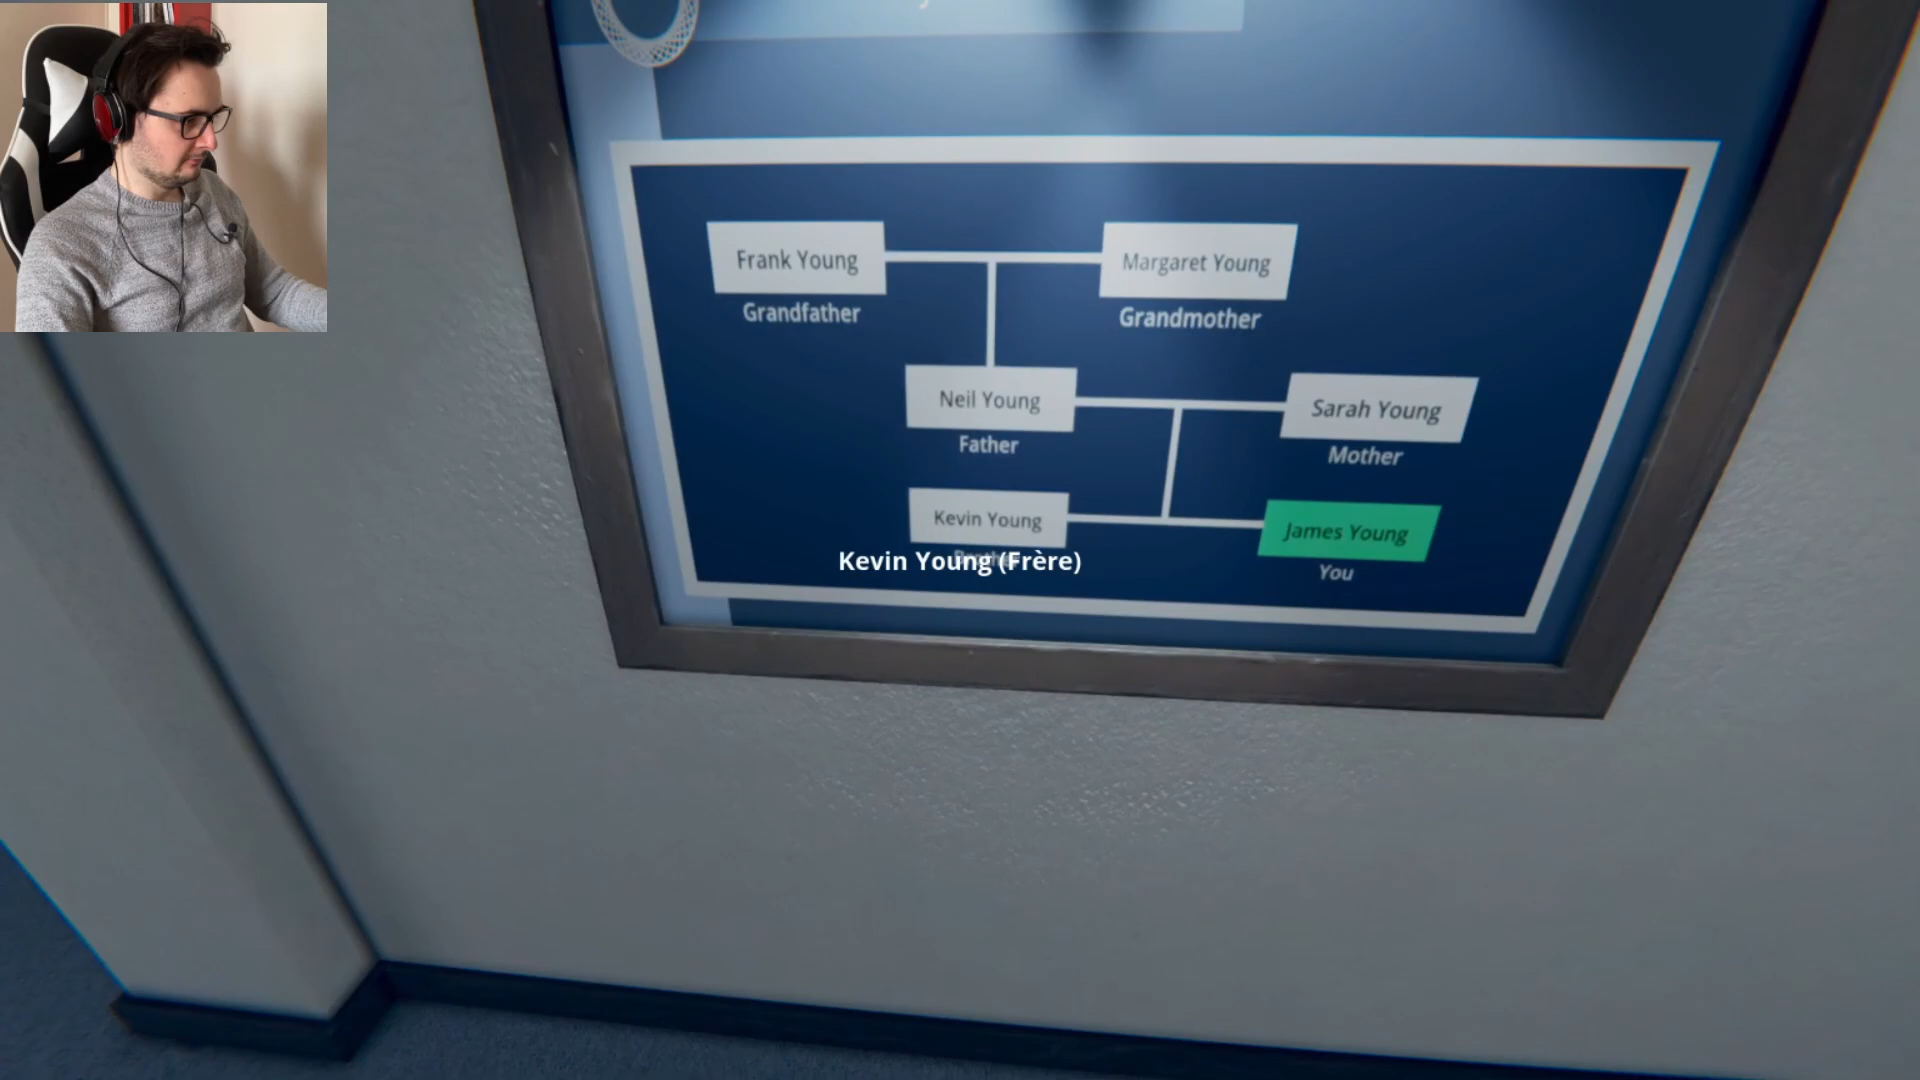 Frank Young
Margaret Young
Grandfather
Grandmother
Neil Young
Sarah Young
Father
Mother
Kevin Young
James Young
Kevin Young (Frère)
You